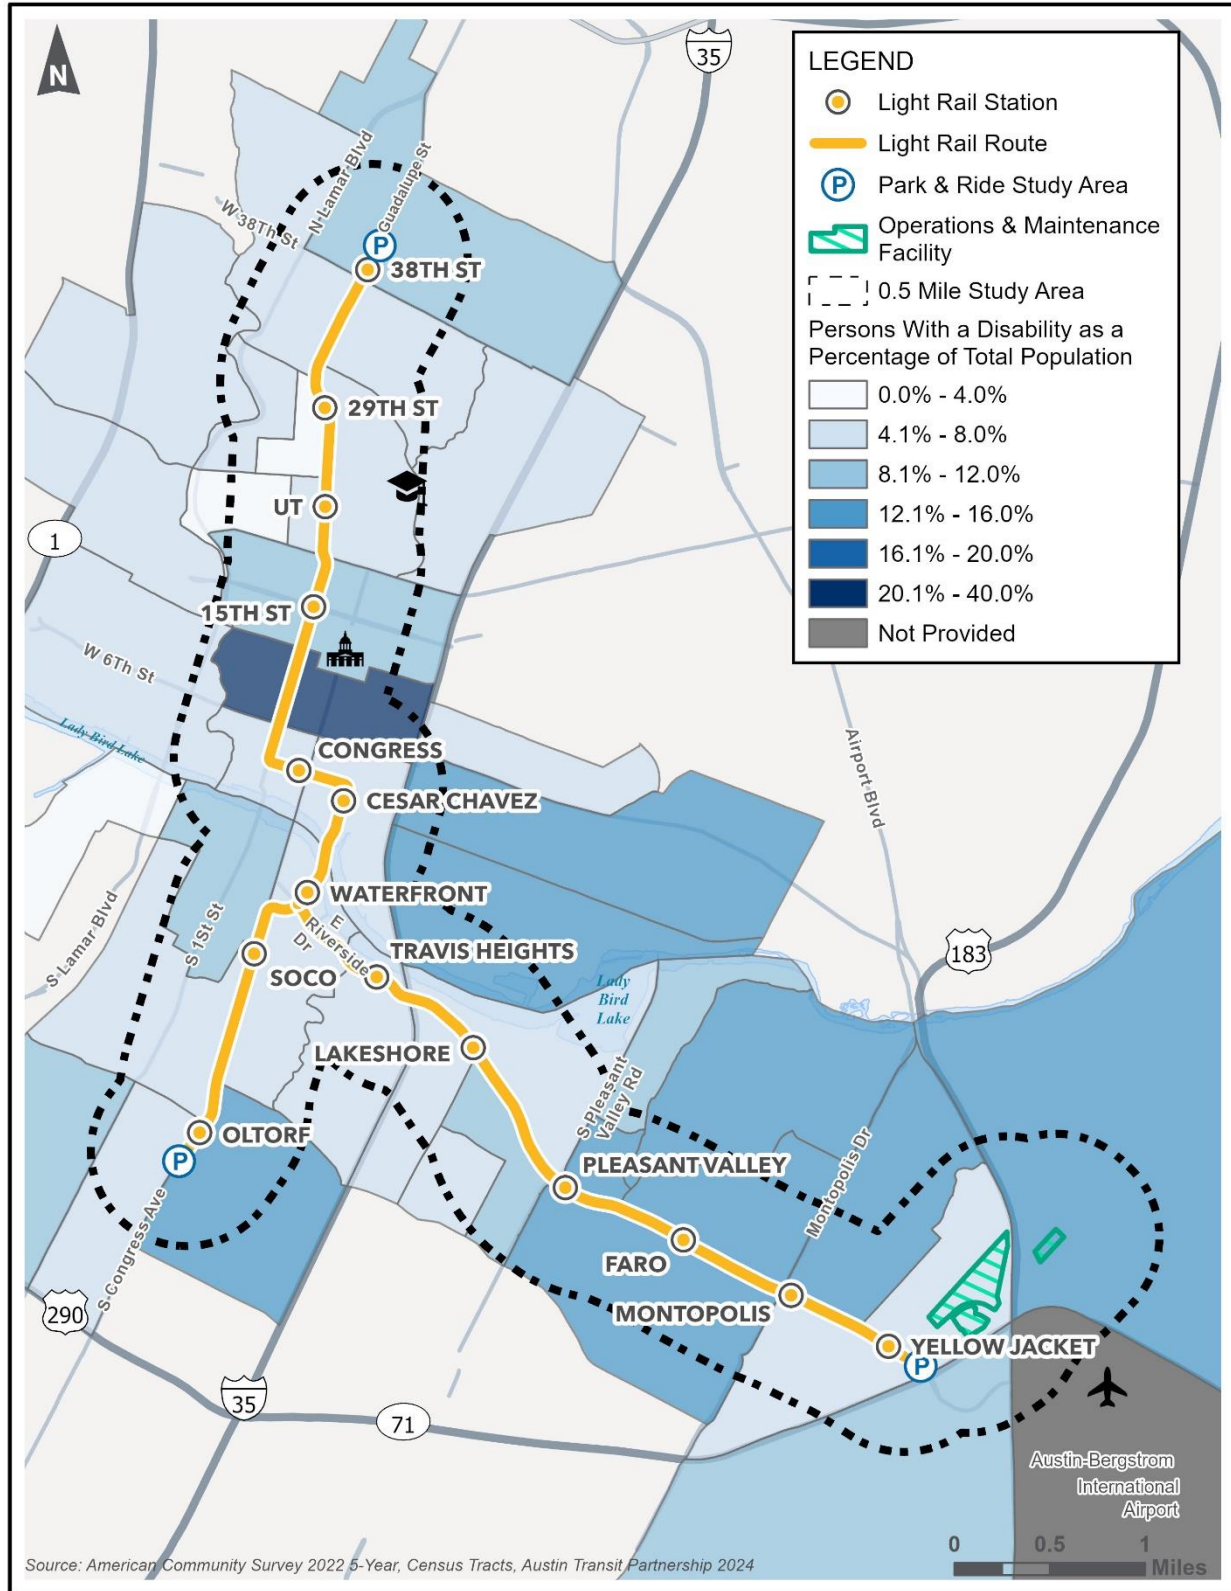 N
35
LEGEND
Light Rail Station
Light Rail Route
P
Park & Ride Study Area
Operations & Maintenance
Facility
0.5 Mile Study Area
Persons With a Disability as a
Percentage of Total Population
0.0% - 4.0%
4.1% - 8.0%
8.1% - 12.0%
12.1% - 16.0%
16.1% - 20.0%
20.1% - 40.0%
Not Provided
N Lamar Blvd
Guadalupe St
W 38Th St
P
38TH ST
29TH ST
UT
1
15TH ST
W 6Th St
Lady Bird Lake
CONGRESS
CESAR CHAVEZ
Airport Blvd
WATERFRONT
E
Riverside
Dr
TRAVIS HEIGHTS
S 1St St
S Lamar Blvd
SOCO
183
Lady
Bird
Lake
LAKESHORE
S Pleasant
Valley Rd
OLTORF
P
PLEASANT VALLEY
Montopolis Dr
S Congress Ave
FARO
MONTOPOLIS
290
YELLOW JACKET
P
35
71
Austin-Bergstrom
International
Airport
0 0.5 1
Miles
Source: American Community Survey 2022 5-Year, Census Tracts, Austin Transit Partnership 2024